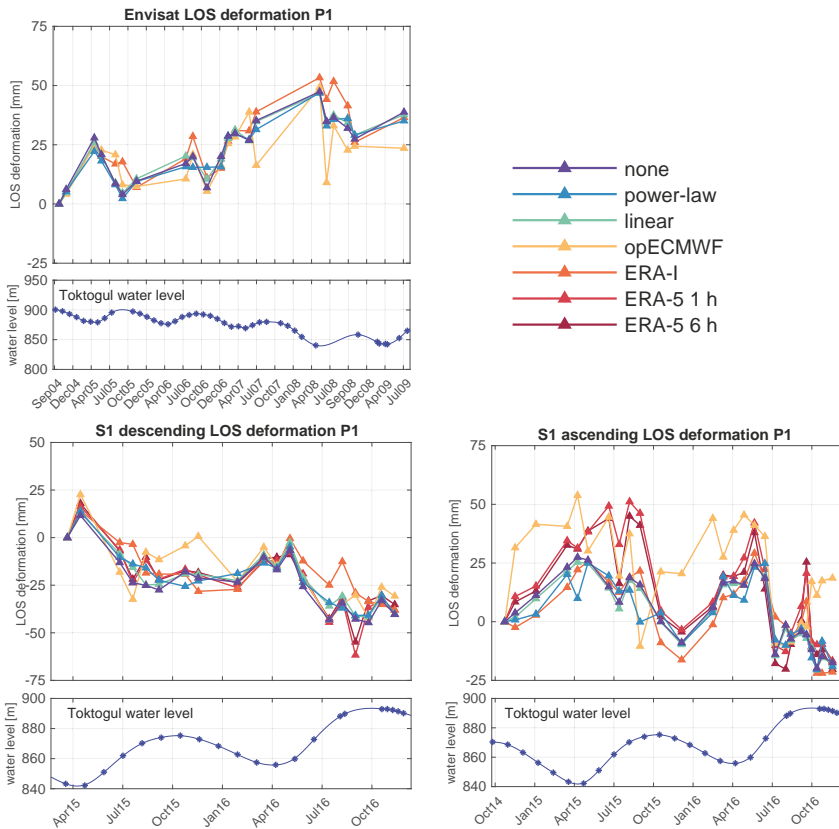 Envisat LOS deformation P1
75
50
25
0
-25
LOS deformation [mm]
950
900
850
800
water level [m]
Toktogul water level
Sep04 Dec04 Apr05 Jul05 Oct05 Dec05 Apr06 Jul06 Oct06 Dec06 Apr07 Jul07 Oct07 Jan08 Apr08 Jul08 Sep08 Dec08 Apr09 Jul09
none
power-law
linear
opECMWF
ERA-I
ERA-5 1 h
ERA-5 6 h
S1 descending LOS deformation P1
50
25
0
-25
-50
-75
LOS deformation [mm]
900
880
860
840
water level [m]
Toktogul water level
Apr15 Jul15 Oct15 Jan16 Apr16 Jul16 Oct16
S1 ascending LOS deformation P1
75
50
25
0
-25
LOS deformation [mm]
900
880
860
840
water level [m]
Toktogul water level
Oct14 Jan15 Apr15 Jul15 Oct15 Jan16 Apr16 Jul16 Oct16